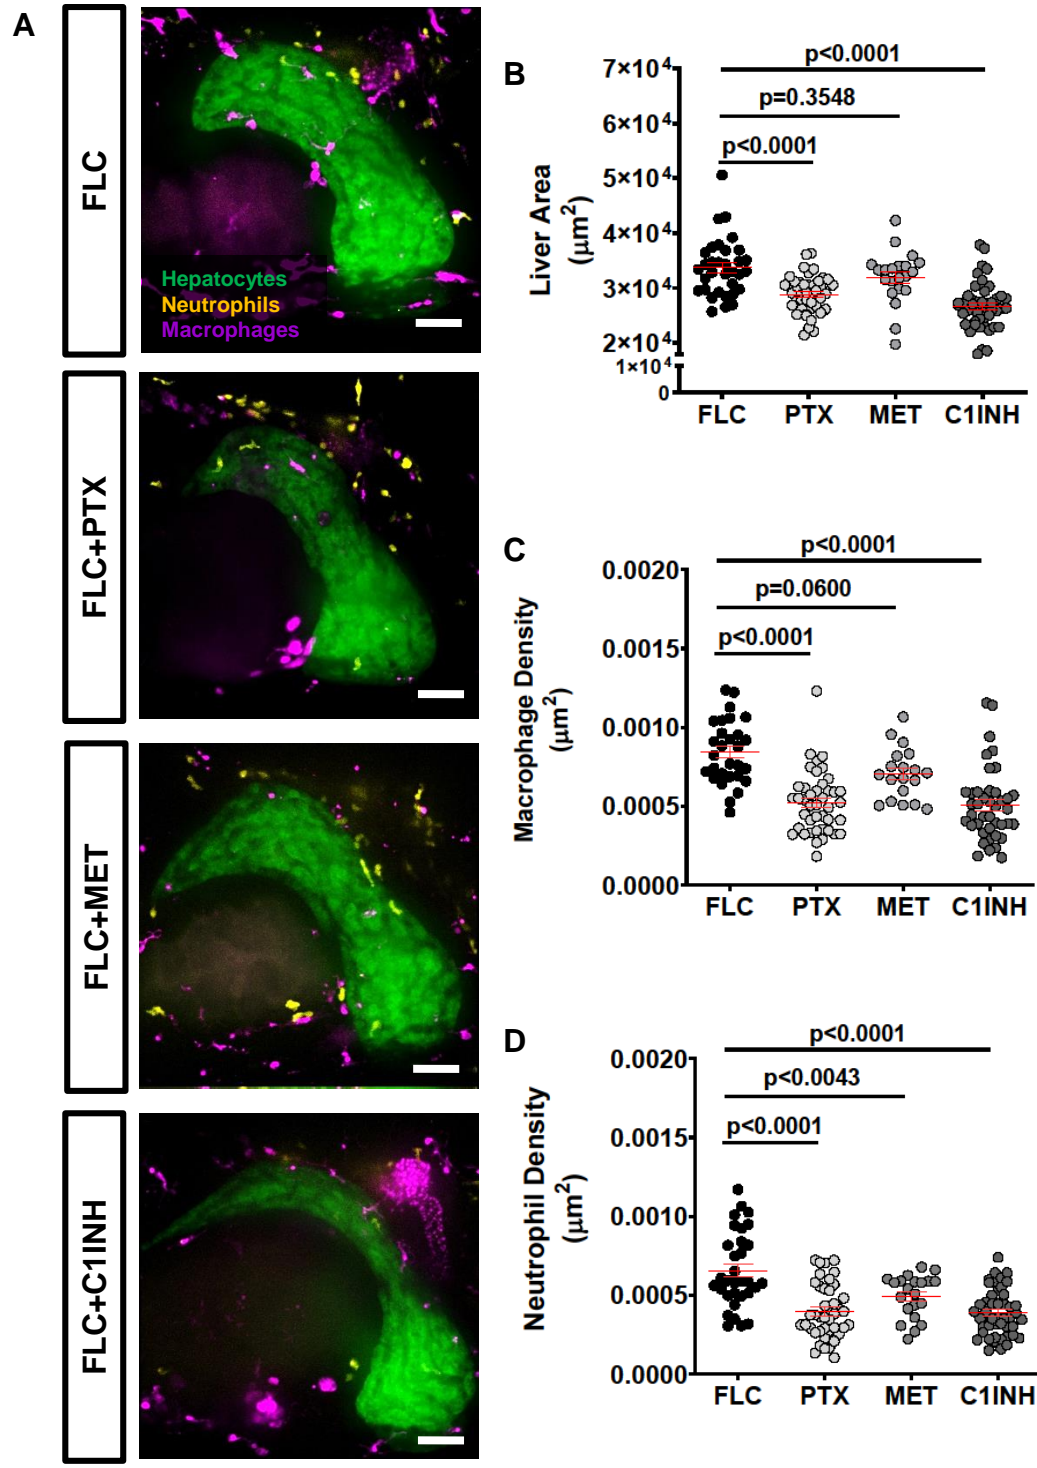 A
FLC
Hepatocytes
Neutrophils
Macrophages
FLC+PTX
FLC+MET
FLC+C1INH
B
p<0.0001
p=0.3548
p<0.0001
Liver Area
(μm²)
7×10⁴
6×10⁴
5×10⁴
4×10⁴
3×10⁴
2×10⁴
1×10⁴
0
FLC PTX MET C1INH
C
p<0.0001
p=0.0600
p<0.0001
Macrophage Density
(μm²)
0.0020
0.0015
0.0010
0.0005
0.0000
FLC PTX MET C1INH
D
p<0.0001
p<0.0043
p<0.0001
Neutrophil Density
(μm²)
0.0020
0.0015
0.0010
0.0005
0.0000
FLC PTX MET C1INH